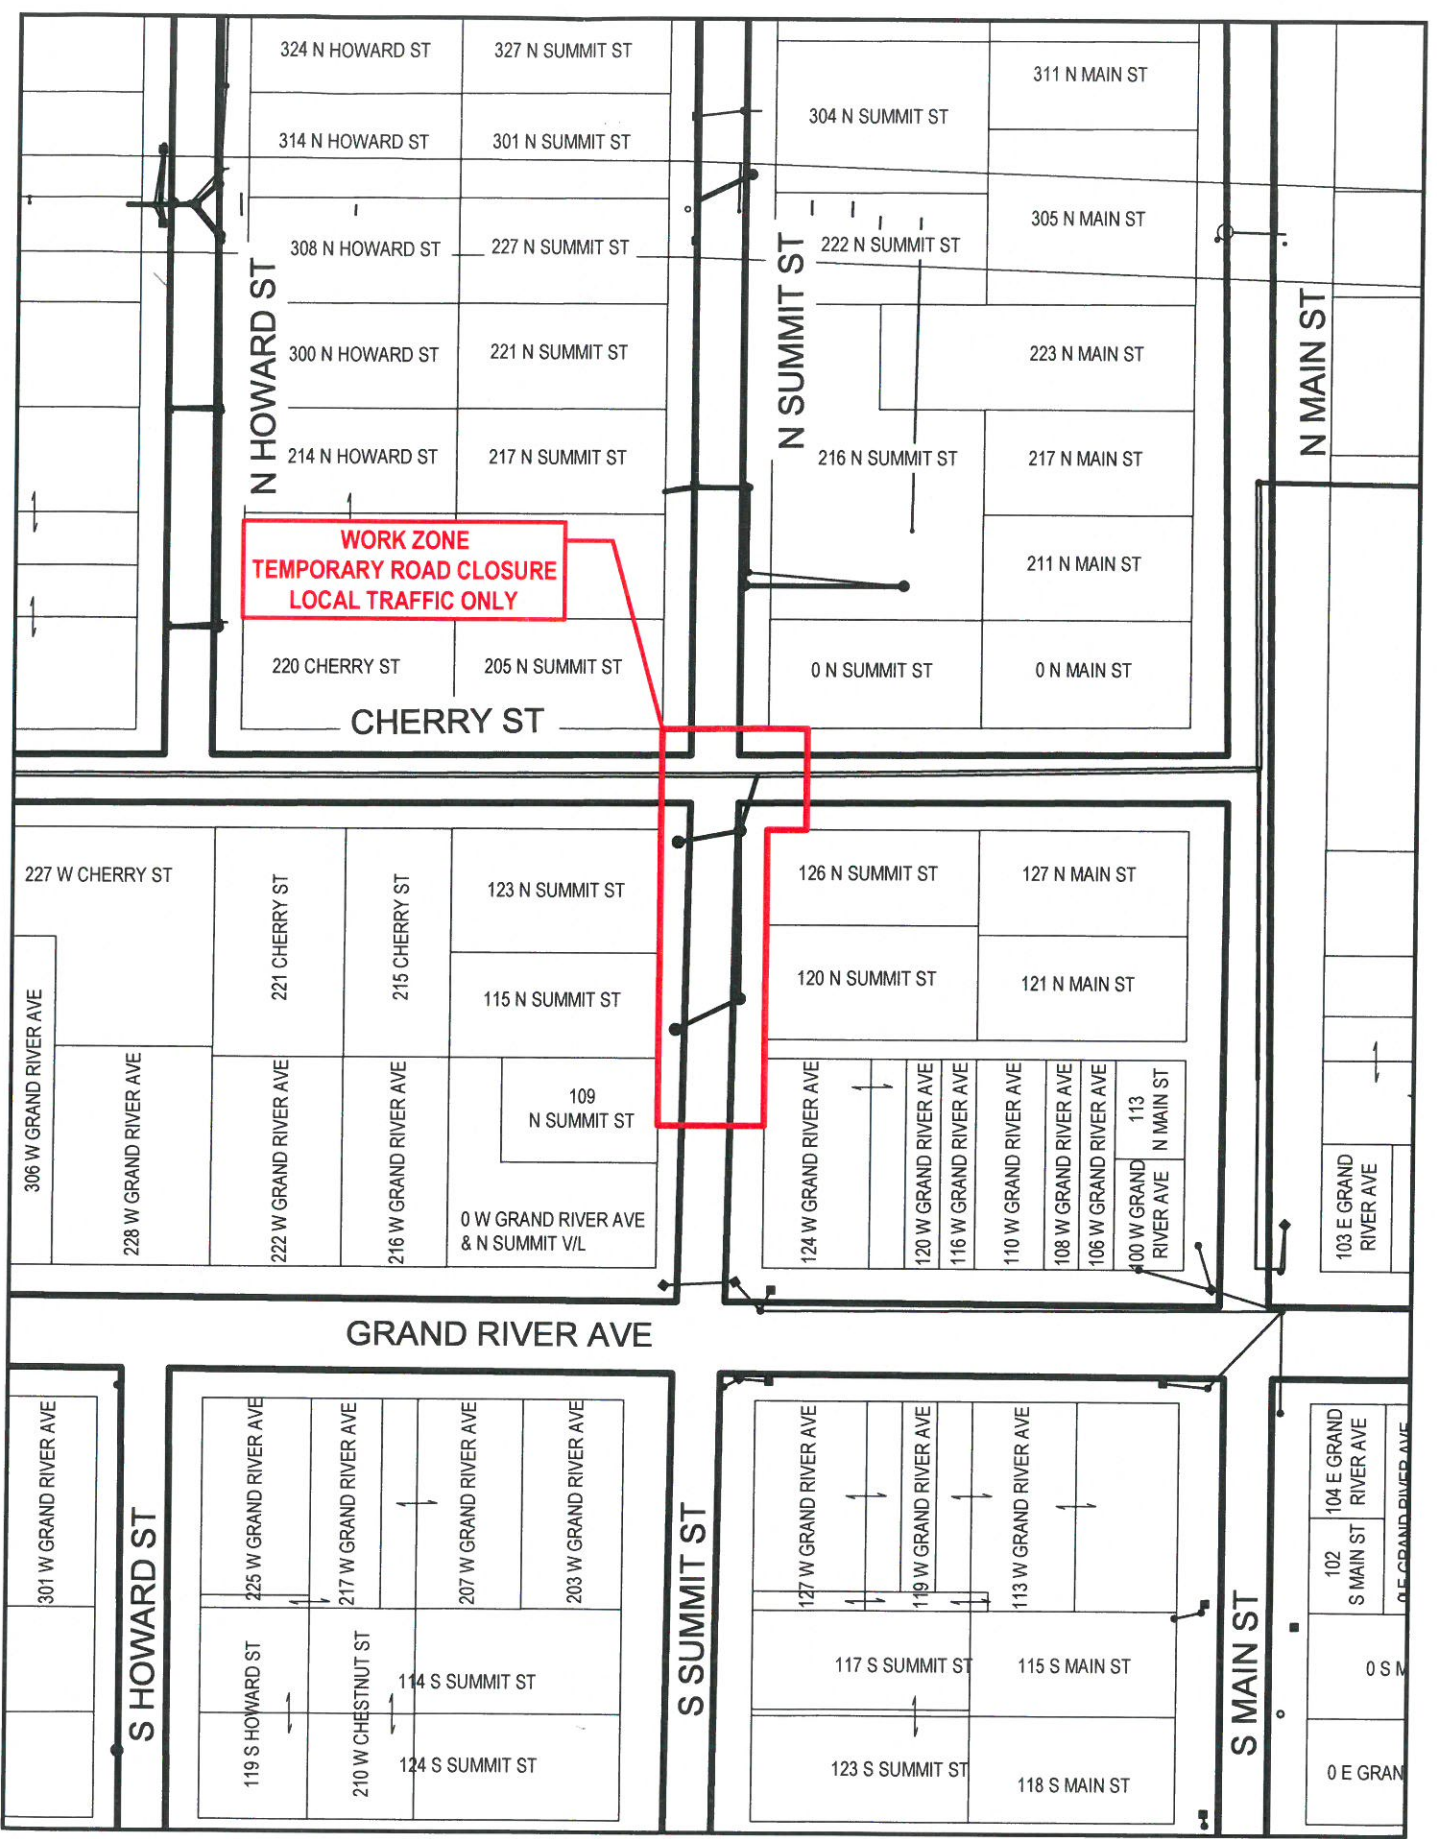 324 N HOWARD ST
327 N SUMMIT ST
311 N MAIN ST
304 N SUMMIT ST
314 N HOWARD ST
301 N SUMMIT ST
305 N MAIN ST
308 N HOWARD ST
227 N SUMMIT ST
222 N SUMMIT ST
N HOWARD ST
N SUMMIT ST
N MAIN ST
300 N HOWARD ST
221 N SUMMIT ST
223 N MAIN ST
214 N HOWARD ST
217 N SUMMIT ST
216 N SUMMIT ST
217 N MAIN ST
WORK ZONE
TEMPORARY ROAD CLOSURE
LOCAL TRAFFIC ONLY
211 N MAIN ST
220 CHERRY ST
205 N SUMMIT ST
0 N SUMMIT ST
0 N MAIN ST
CHERRY ST
227 W CHERRY ST
221 CHERRY ST
215 CHERRY ST
123 N SUMMIT ST
126 N SUMMIT ST
127 N MAIN ST
115 N SUMMIT ST
120 N SUMMIT ST
121 N MAIN ST
306 W GRAND RIVER AVE
228 W GRAND RIVER AVE
222 W GRAND RIVER AVE
216 W GRAND RIVER AVE
109
N SUMMIT ST
0 W GRAND RIVER AVE
& N SUMMIT V/L
124 W GRAND RIVER AVE
120 W GRAND RIVER AVE
116 W GRAND RIVER AVE
110 W GRAND RIVER AVE
108 W GRAND RIVER AVE
106 W GRAND RIVER AVE
113
N MAIN ST
100 W GRAND
RIVER AVE
103 E GRAND
RIVER AVE
GRAND RIVER AVE
301 W GRAND RIVER AVE
S HOWARD ST
225 W GRAND RIVER AVE
217 W GRAND RIVER AVE
207 W GRAND RIVER AVE
203 W GRAND RIVER AVE
S SUMMIT ST
127 W GRAND RIVER AVE
119 W GRAND RIVER AVE
113 W GRAND RIVER AVE
S MAIN ST
104 E GRAND
RIVER AVE
102
S MAIN ST
0 E GRAND RIVER AVE
119 S HOWARD ST
210 W CHESTNUT ST
114 S SUMMIT ST
124 S SUMMIT ST
117 S SUMMIT ST
115 S MAIN ST
0 S M
123 S SUMMIT ST
118 S MAIN ST
0 E GRAN